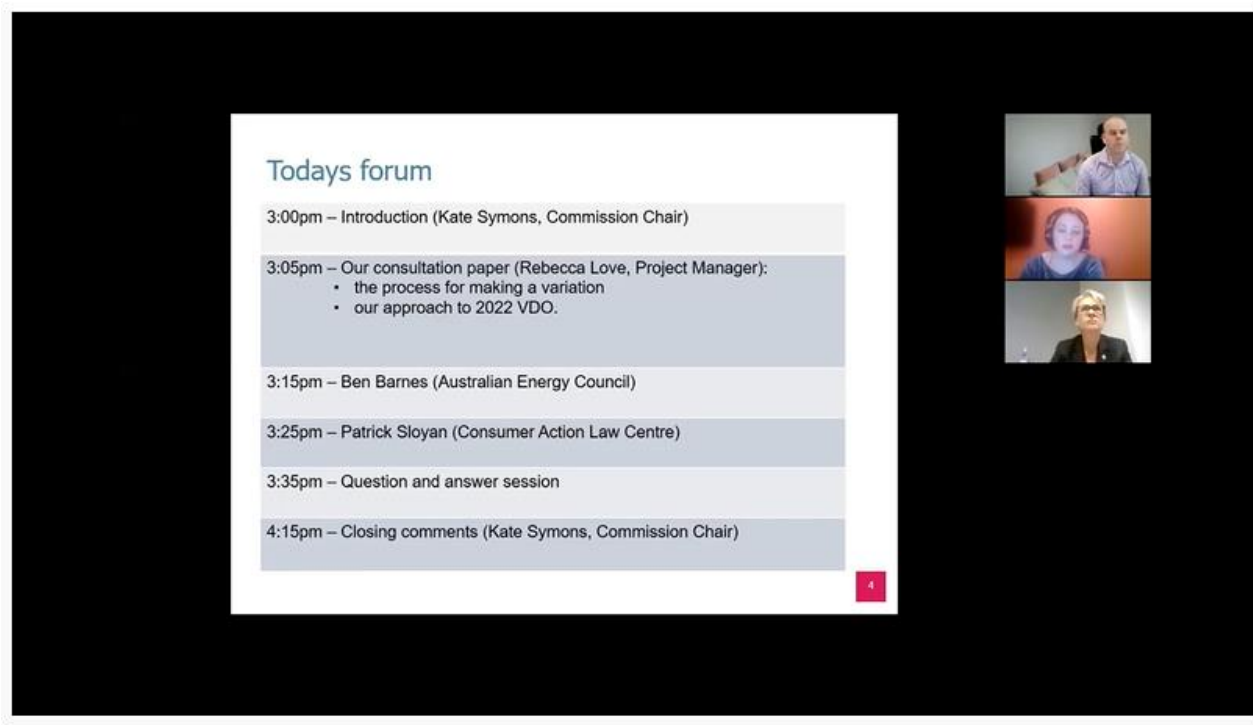 Todays forum
3:00pm – Introduction (Kate Symons, Commission Chair)
3:05pm – Our consultation paper (Rebecca Love, Project Manager):
• the process for making a variation
• our approach to 2022 VDO.
3:15pm – Ben Barnes (Australian Energy Council)
3:25pm – Patrick Sloyan (Consumer Action Law Centre)
3:35pm – Question and answer session
4:15pm – Closing comments (Kate Symons, Commission Chair)
4